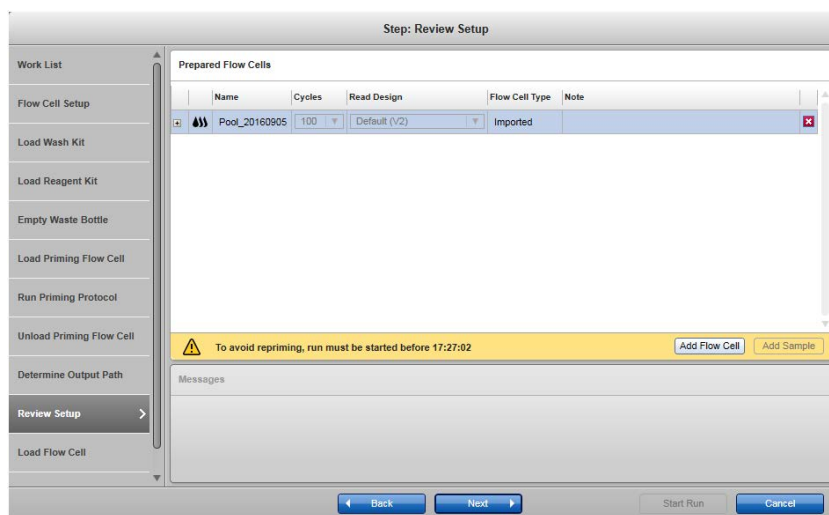 Step: Review Setup
Work List
Flow Cell Setup
Load Wash Kit
Load Reagent Kit
Empty Waste Bottle
Load Priming Flow Cell
Run Priming Protocol
Unload Priming Flow Cell
Determine Output Path
Review Setup
Load Flow Cell
Prepared Flow Cells
Name Cycles Read Design Flow Cell Type Note
Pool_20160905 100 Default (V2) Imported
To avoid repriming, run must be started before 17:27:02 Add Flow Cell Add Sample
Messages
Back Next Start Run Cancel